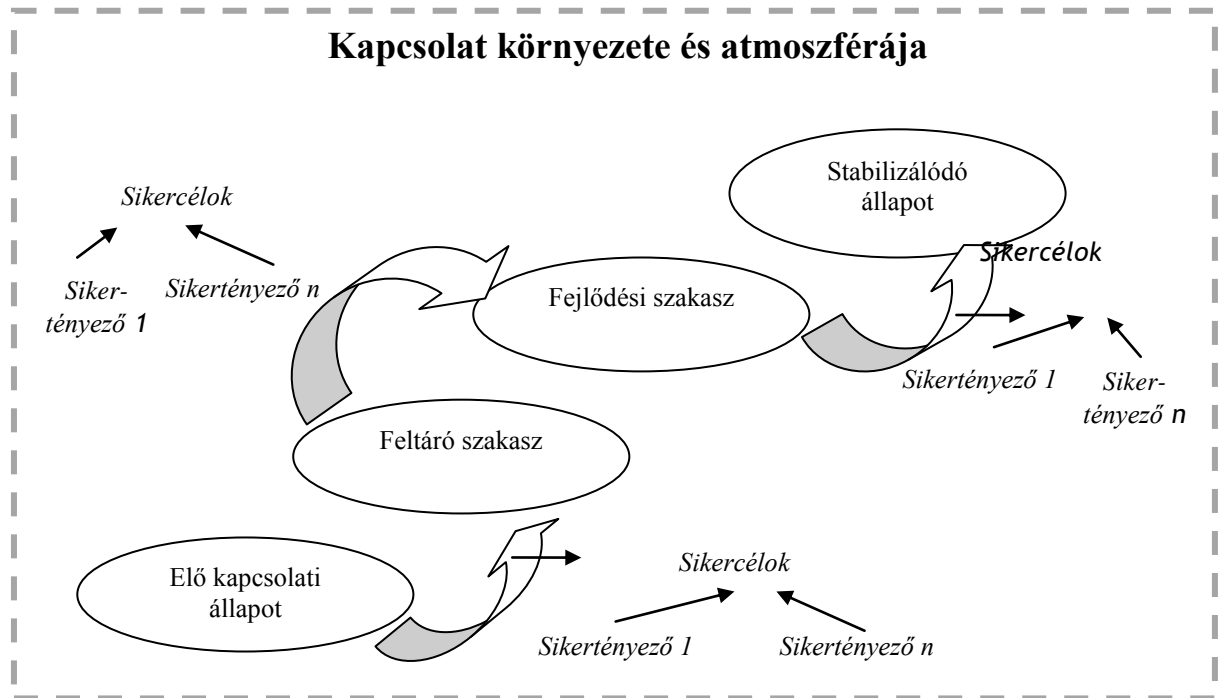 Kapcsolat környezete és atmoszférája
Stabilizálódó
állapot
Sikercélok
Siker-
tényező 1
Sikertényező n
Sikercélok
Fejlődési szakasz
Sikertényező 1
Siker-
tényező n
Feltáró szakasz
Elő kapcsolati
állapot
Sikercélok
Sikertényező 1
Sikertényező n